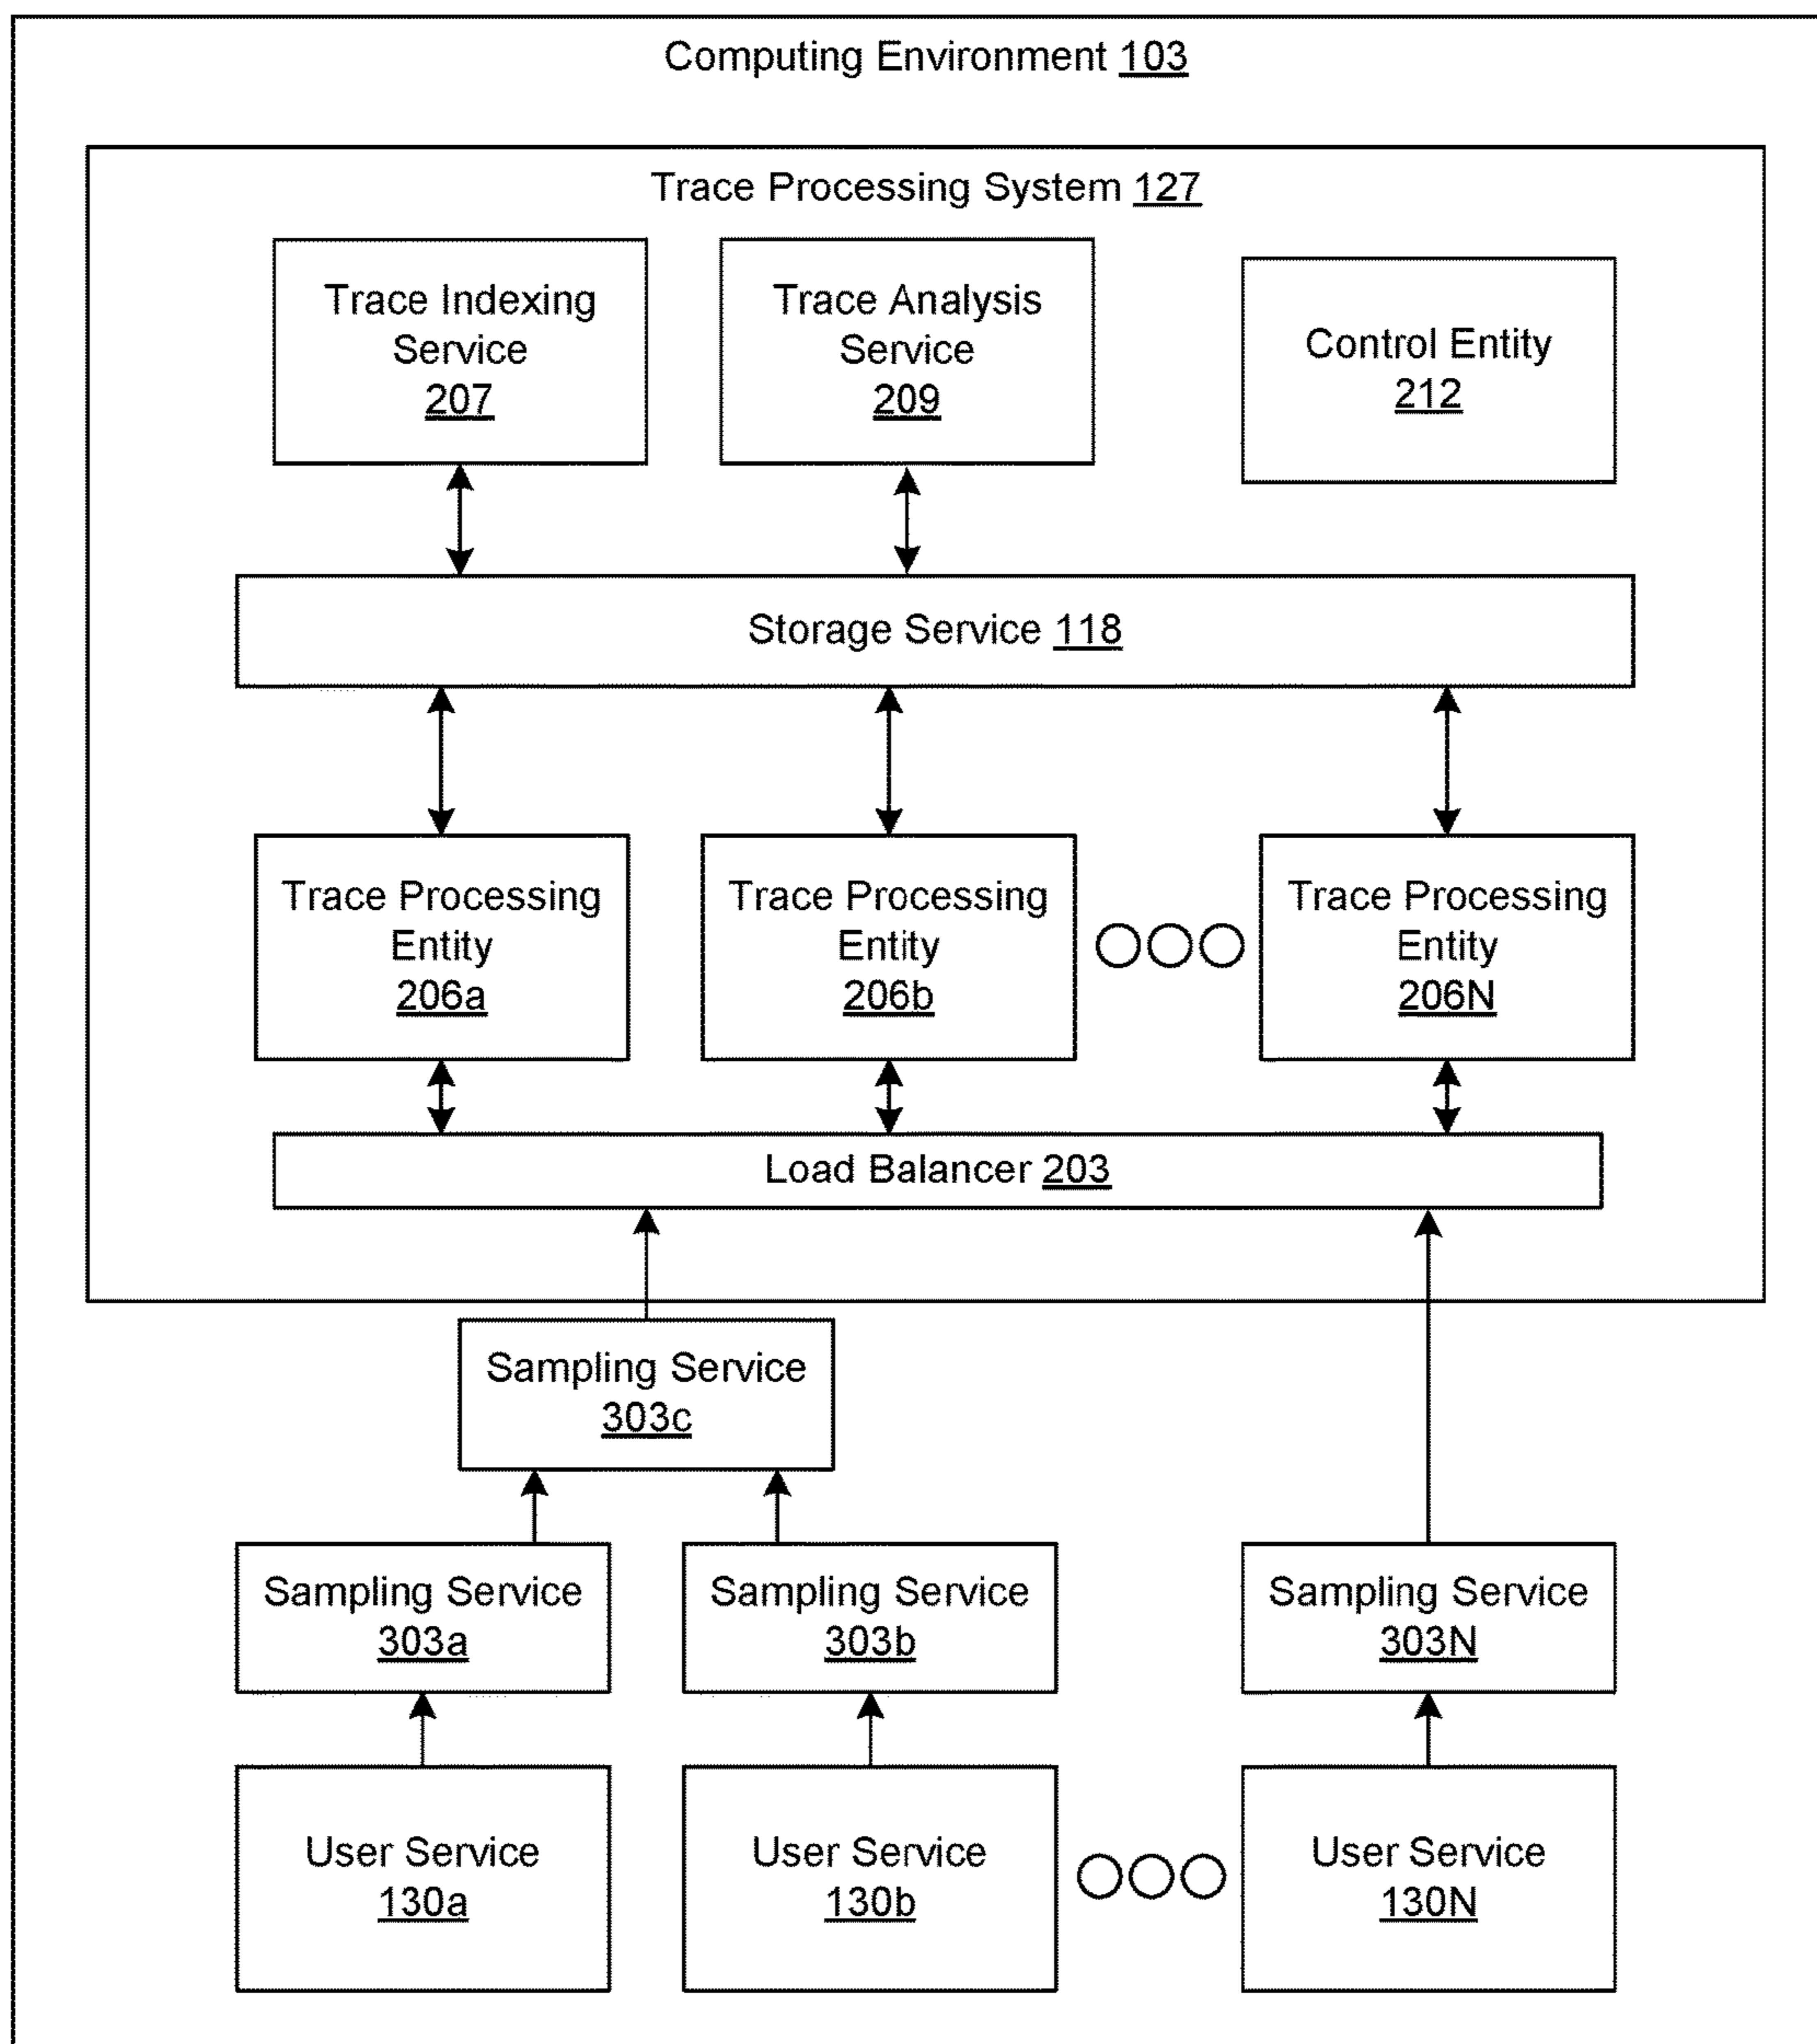 Computing Environment 103
Trace Processing System 127
Trace Indexing
Service
207
Trace Analysis
Service
209
Control Entity
212
Storage Service 118
Trace Processing
Entity
206a
Trace Processing
Entity
206b
Trace Processing
Entity
206N
Load Balancer 203
Sampling Service
303c
Sampling Service
303a
Sampling Service
303b
Sampling Service
303N
User Service
130a
User Service
130b
User Service
130N